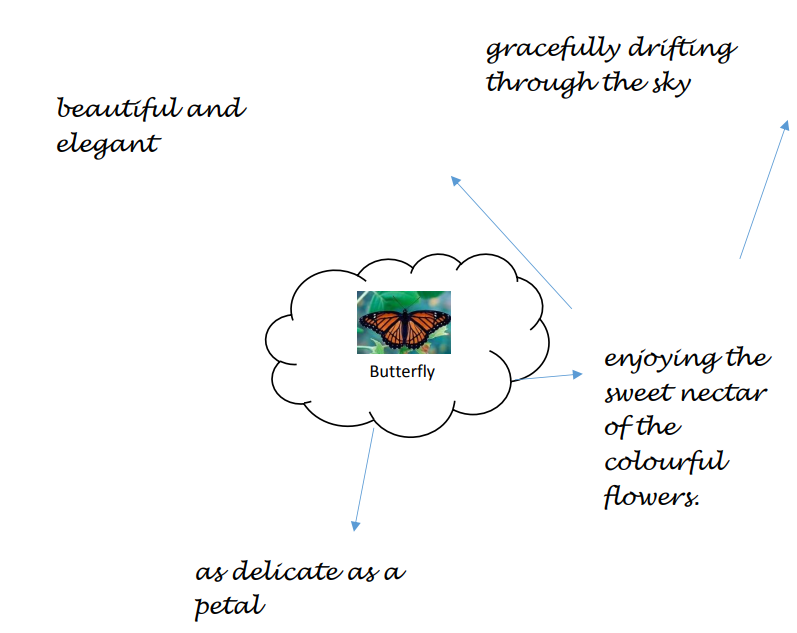 gracefully drifting
through the sky
beautiful and
elegant
Butterfly
enjoying the
sweet nectar
of the
colourful
flowers.
as delicate as a
petal